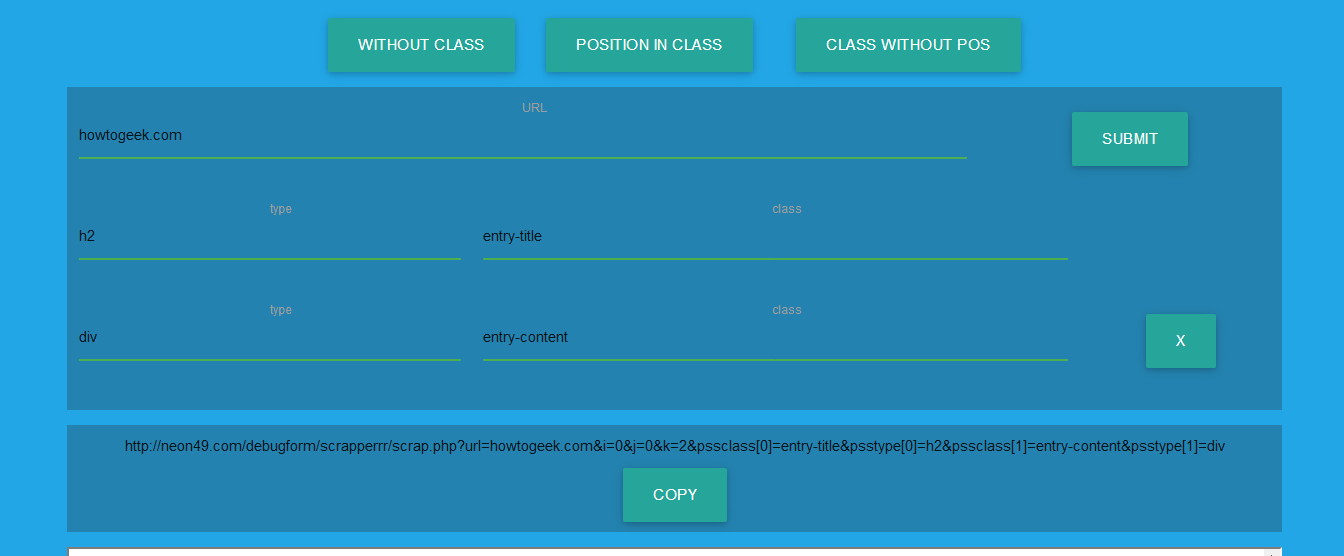 WITHOUT CLASS POSITION IN CLASS CLASS WITHOUT POS
URL
howtogeek.com
SUBMIT
type class
h2 entry-title
type class
div entry-content
X
http://neon49.com/debugform/scrapperrr/scrap.php?url=howtogeek.com&i=0&j=0&k=2&pssclass[0]=entry-title&psstype[0]=h2&pssclass[1]=entry-content&psstype[1]=div
COPY